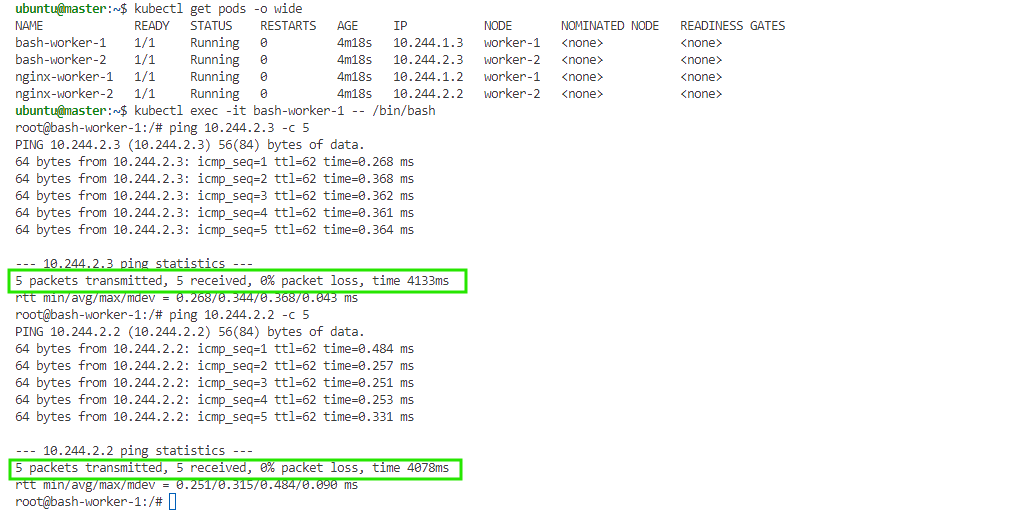 ubuntu@master:~$ kubectl get pods -o wide
NAME READY STATUS RESTARTS AGE IP NODE NOMINATED NODE READINESS GATES
bash-worker-1 1/1 Running 0 4m18s 10.244.1.3 worker-1 <none> <none>
bash-worker-2 1/1 Running 0 4m18s 10.244.2.3 worker-2 <none> <none>
nginx-worker-1 1/1 Running 0 4m18s 10.244.1.2 worker-1 <none> <none>
nginx-worker-2 1/1 Running 0 4m18s 10.244.2.2 worker-2 <none> <none>
ubuntu@master:~$ kubectl exec -it bash-worker-1 -- /bin/bash
root@bash-worker-1:/# ping 10.244.2.3 -c 5
PING 10.244.2.3 (10.244.2.3) 56(84) bytes of data.
64 bytes from 10.244.2.3: icmp_seq=1 ttl=62 time=0.268 ms
64 bytes from 10.244.2.3: icmp_seq=2 ttl=62 time=0.368 ms
64 bytes from 10.244.2.3: icmp_seq=3 ttl=62 time=0.362 ms
64 bytes from 10.244.2.3: icmp_seq=4 ttl=62 time=0.361 ms
64 bytes from 10.244.2.3: icmp_seq=5 ttl=62 time=0.364 ms
--- 10.244.2.3 ping statistics ---
5 packets transmitted, 5 received, 0% packet loss, time 4133ms
rtt min/avg/max/mdev = 0.268/0.344/0.368/0.043 ms
root@bash-worker-1:/# ping 10.244.2.2 -c 5
PING 10.244.2.2 (10.244.2.2) 56(84) bytes of data.
64 bytes from 10.244.2.2: icmp_seq=1 ttl=62 time=0.484 ms
64 bytes from 10.244.2.2: icmp_seq=2 ttl=62 time=0.257 ms
64 bytes from 10.244.2.2: icmp_seq=3 ttl=62 time=0.251 ms
64 bytes from 10.244.2.2: icmp_seq=4 ttl=62 time=0.253 ms
64 bytes from 10.244.2.2: icmp_seq=5 ttl=62 time=0.331 ms
--- 10.244.2.2 ping statistics ---
5 packets transmitted, 5 received, 0% packet loss, time 4078ms
rtt min/avg/max/mdev = 0.251/0.315/0.484/0.090 ms
root@bash-worker-1:/#